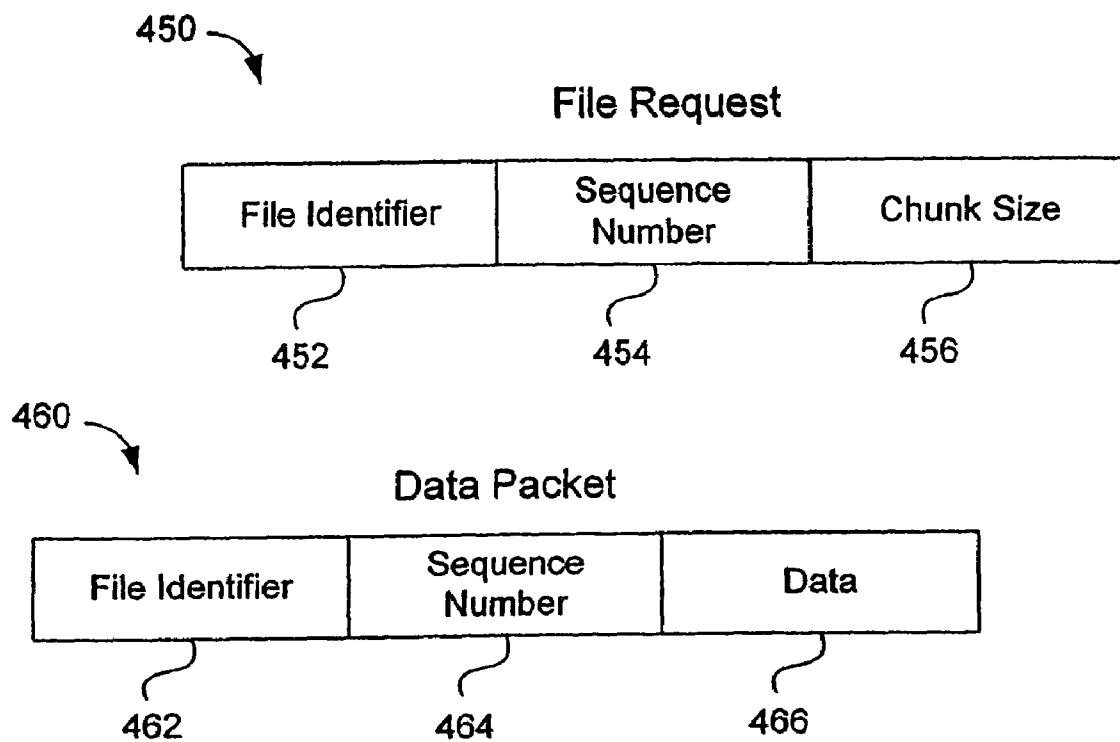 450
File Request
File Identifier
Sequence
Number
Chunk Size
452
454
456
460
Data Packet
File Identifier
Sequence
Number
Data
462
464
466